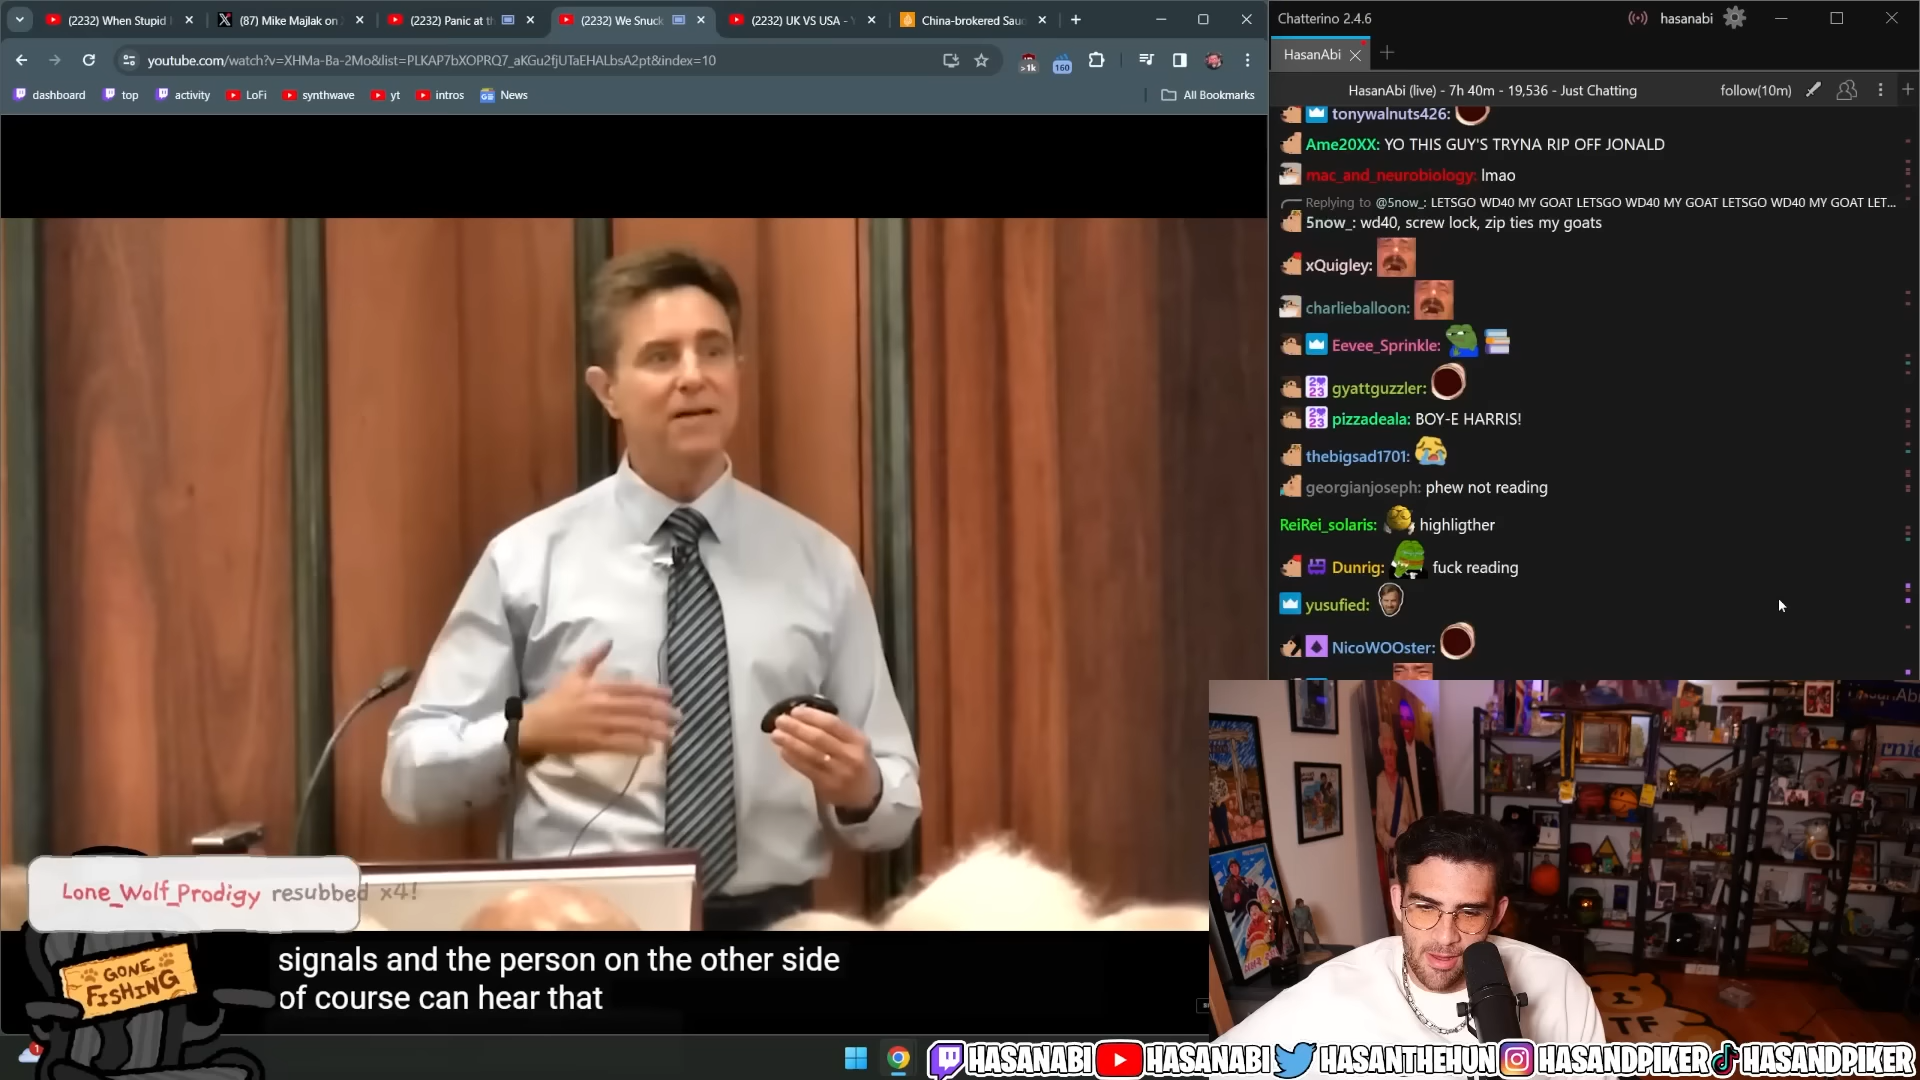 (2232) When Stupid
(87) Mike Majlak on
(2232) Panic at th
(2232) We Snuck
(2232) UK VS USA -
China-brokered Sau
youtube.com/watch?v=XHMa-Ba-2Mo&list=PLKAP7bXOPRQ7_aKGu2fjUTaEHALbsA2pt&index=10
>1k
160
dashboard
top
activity
LoFi
synthwave
yt
intros
News
All Bookmarks
Chatterino 2.4.6
hasanabi
HasanAbi
HasanAbi (live) - 7h 40m - 19,536 - Just Chatting
follow(10m)
tonywalnuts426:
Ame20XX: YO THIS GUY'S TRYNA RIP OFF JONALD
mac_and_neurobiology: lmao
Replying to @5now_: LETSGO WD40 MY GOAT LETSGO WD40 MY GOAT LETSGO WD40 MY GOAT LET...
5now_: wd40, screw lock, zip ties my goats
xQuigley:
charlieballoon:
Eevee_Sprinkle:
gyattguzzler:
pizzadeala: BOY-E HARRIS!
thebigsad1701:
georgianjoseph: phew not reading
ReiRei_solaris: highligther
Dunrig: fuck reading
yusufied:
NicoWOOster:
Lone_Wolf_Prodigy resubbed x4!
GONE
FISHING
signals and the person on the other side
of course can hear that
1
TF
HASANABI HASANABI HASANTHEHUN HASANDPIKER HASANDPIKER